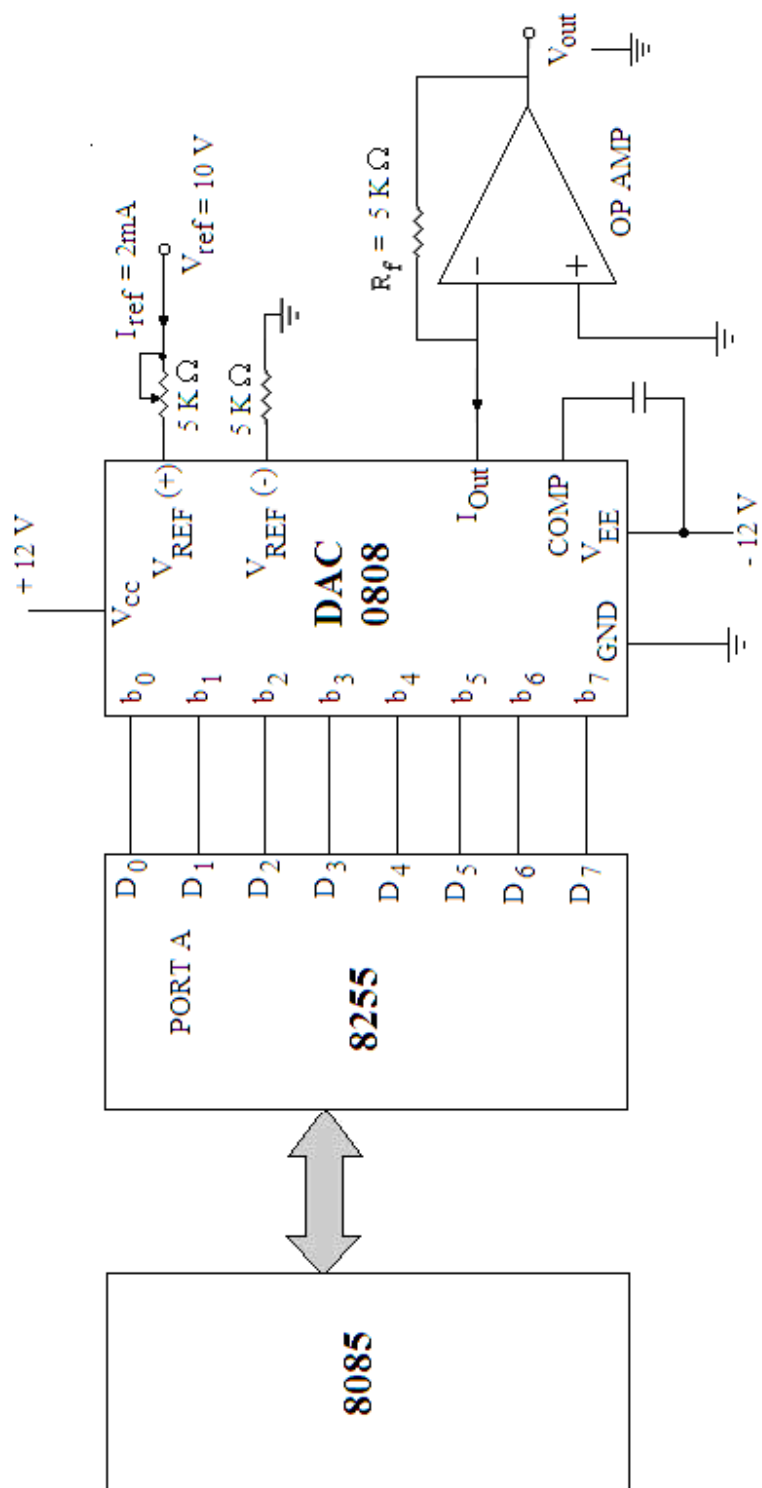 8085
8255
PORT A
D0
D1
D2
D3
D4
D5
D6
D7
b0
b1
b2
b3
b4
b5
b6
b7
DAC
0808
Vcc
+12 V
VREF (+)
VREF (-)
IOut
COMP
VEE
GND
-12 V
5 K Ω
5 K Ω
Iref = 2mA
Vref = 10 V
Rf = 5 K Ω
-
+
OP AMP
Vout